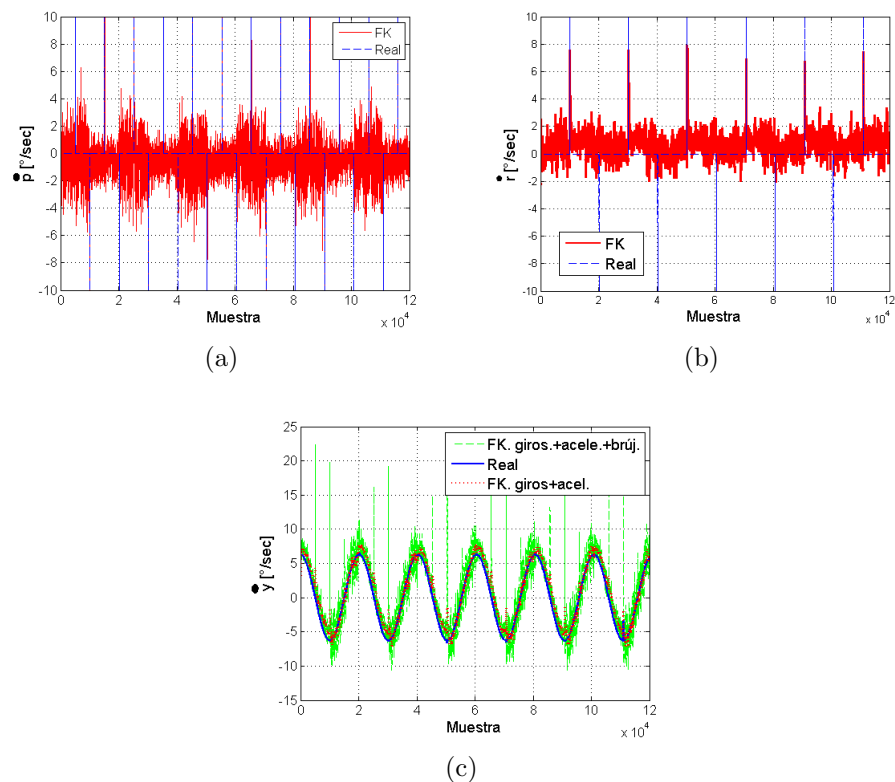 10
8
6
4
2
0
-2
-4
-6
-8
-10
ṗ [°/sec]
FK
Real
0 2 4 6 8 10 12
Muestra
x 10⁴
(a)
10
8
6
4
2
0
-2
-4
-6
-8
-10
ṙ [°/sec]
FK
Real
0 2 4 6 8 10 12
Muestra
x 10⁴
(b)
25
20
15
10
5
0
-5
-10
-15
ẏ [°/sec]
FK. giros.+acele.+brúj.
Real
FK. giros+acel.
0 2 4 6 8 10 12
Muestra
x 10⁴
(c)